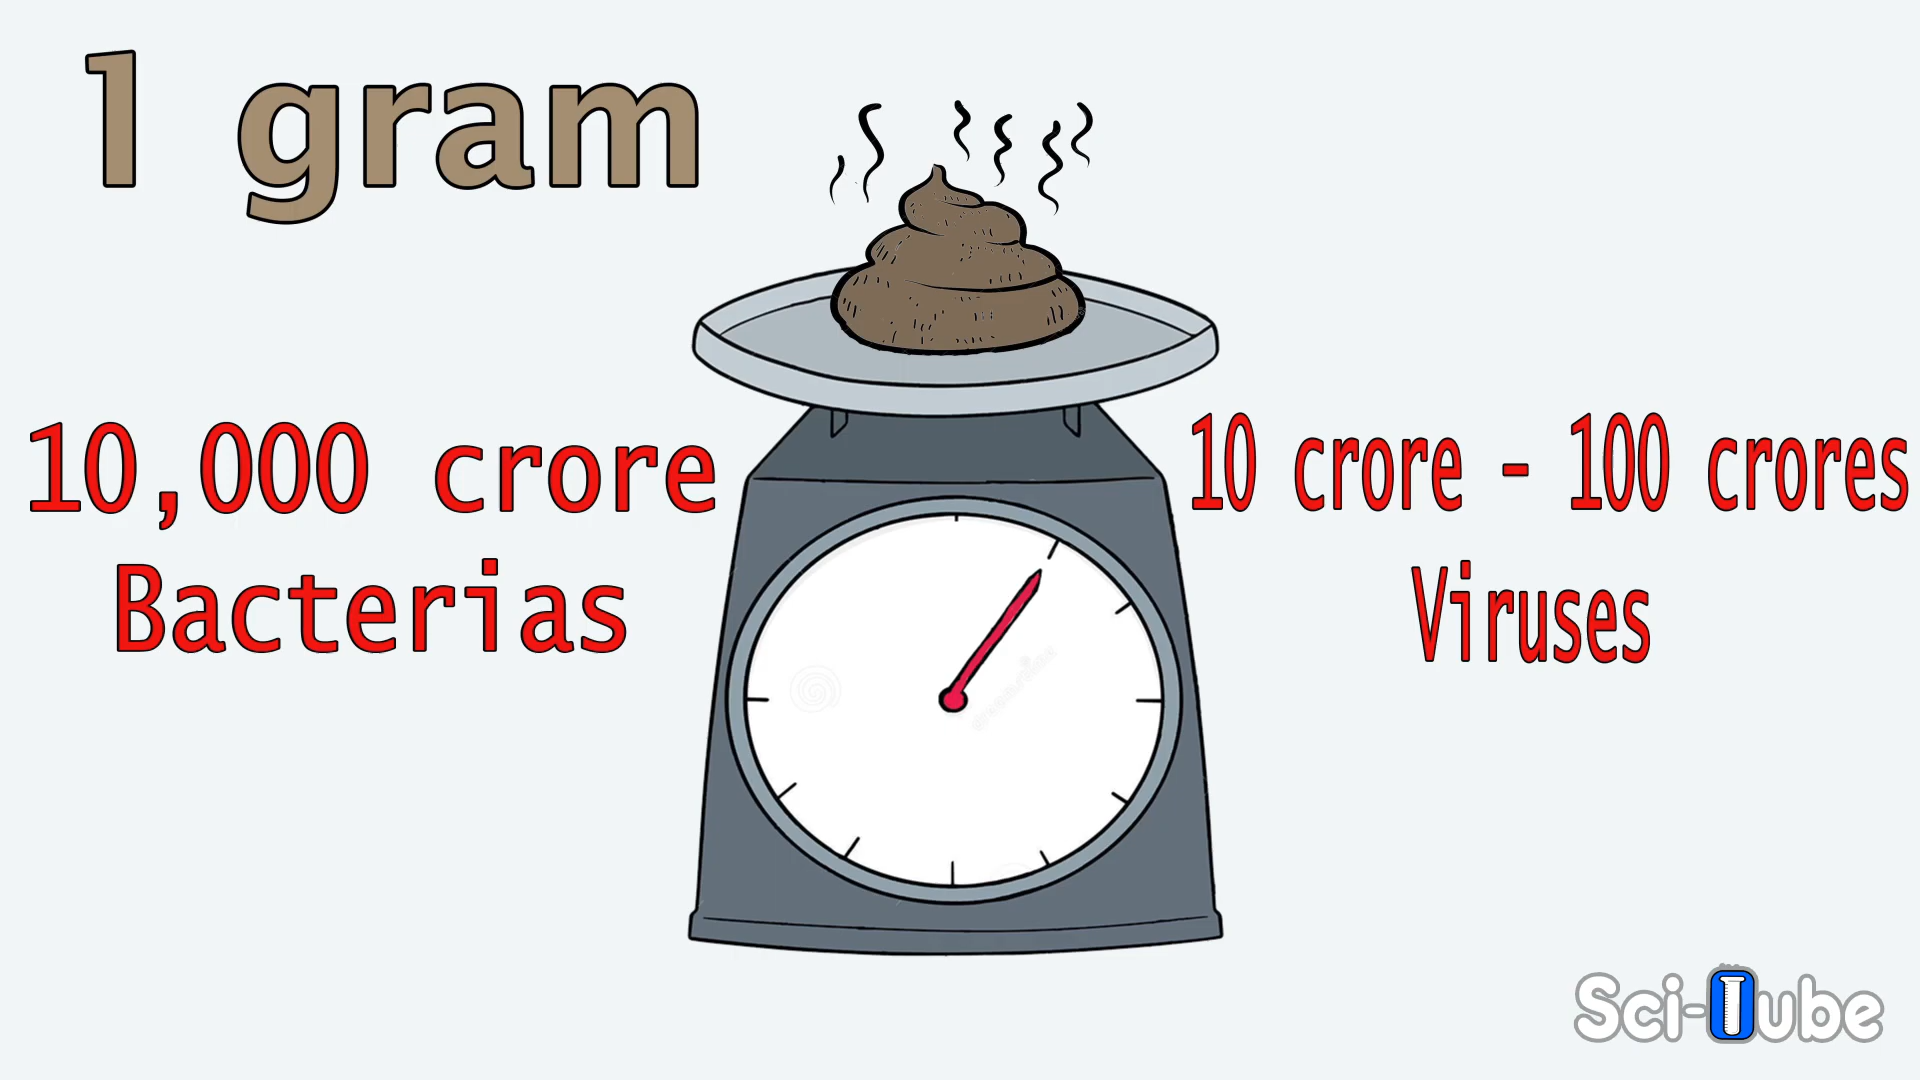 1 gram
10,000 crore
Bacterias
10 crore - 100 crores
Viruses
Sci-Tube